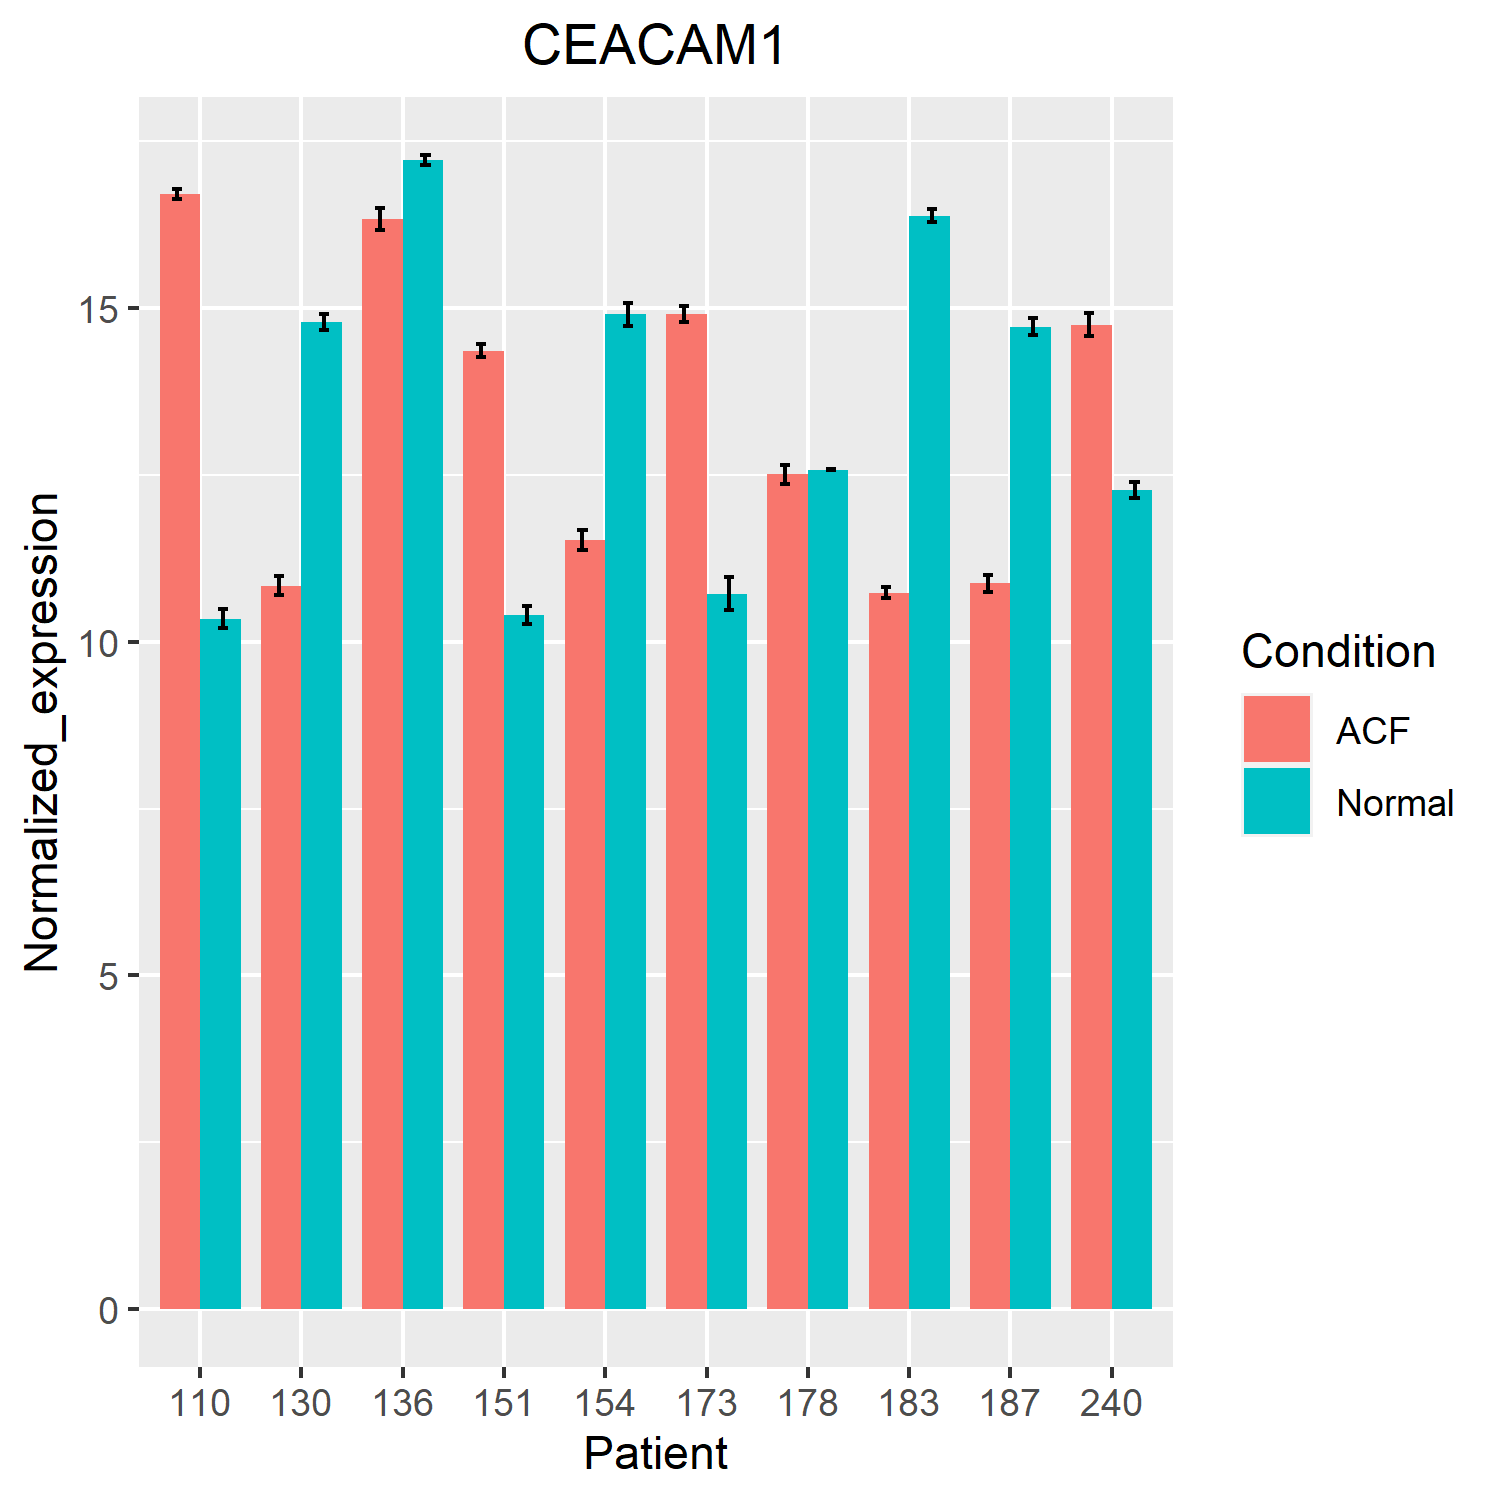 CEACAM1
Normalized_expression
15
10
5
0
110 130 136 151 154 173 178 183 187 240
Patient
Condition
ACF
Normal